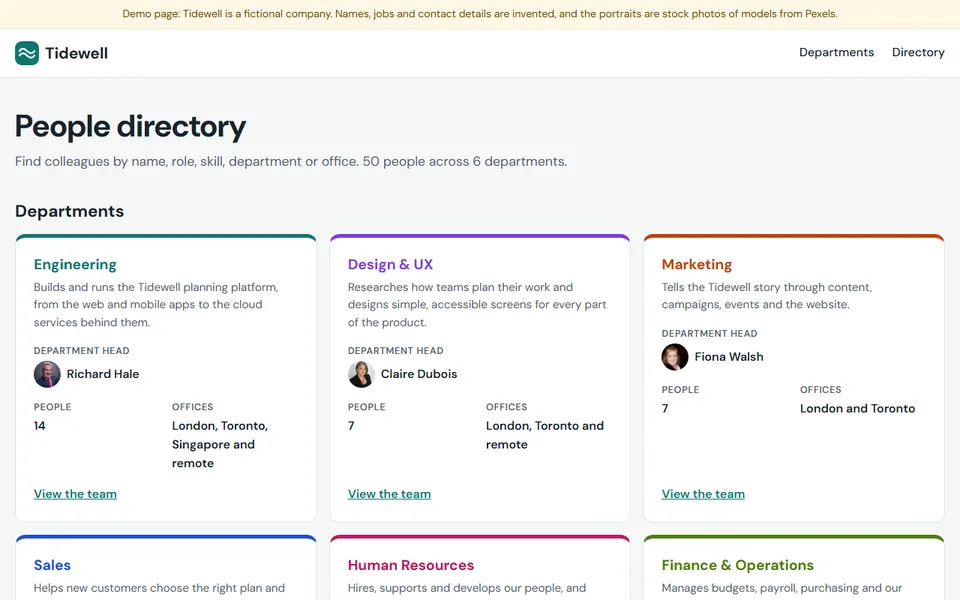 Demo page: Tidewell is a fictional company. Names, jobs and contact details are invented, and the portraits are stock photos of models from Pexels.
Tidewell
Departments
Directory
People directory
Find colleagues by name, role, skill, department or office. 50 people across 6 departments.
Departments
Engineering
Builds and runs the Tidewell planning platform,
from the web and mobile apps to the cloud
services behind them.
DEPARTMENT HEAD
Richard Hale
PEOPLE
14
OFFICES
London, Toronto,
Singapore and
remote
View the team
Design & UX
Researches how teams plan their work and
designs simple, accessible screens for every part
of the product.
DEPARTMENT HEAD
Claire Dubois
PEOPLE
7
OFFICES
London, Toronto and
remote
View the team
Marketing
Tells the Tidewell story through content,
campaigns, events and the website.
DEPARTMENT HEAD
Fiona Walsh
PEOPLE
7
OFFICES
London and Toronto
View the team
Sales
Helps new customers choose the right plan and
Human Resources
Hires, supports and develops our people, and
Finance & Operations
Manages budgets, payroll, purchasing and our